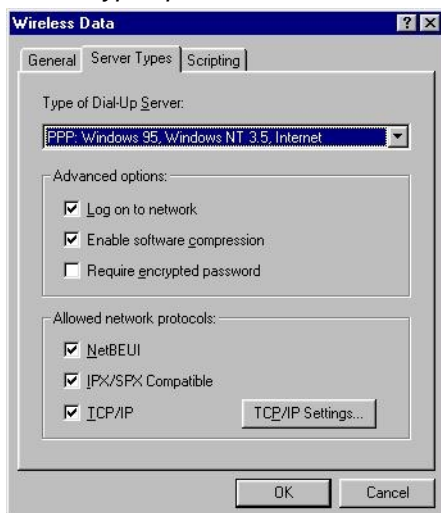 Wireless Data
General Server Types Scripting
Type of Dial-Up Server:
PPP: Windows 95, Windows NT 3.5, Internet
Advanced options:
Log on to network
Enable software compression
Require encrypted password
Allowed network protocols:
NetBEUI
IPX/SPX Compatible
TCP/IP TCP/IP Settings...
OK Cancel